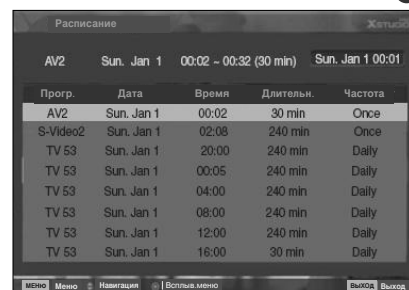 Расписание XSTUDIO
AV2 Sun. Jan 1 00:02 ~ 00:32 (30 min) Sun. Jan 1 00:01
Прогр. Дата Время Длительн. Частота
AV2 Sun. Jan 1 00:02 30 min Once
S-Video2 Sun. Jan 1 02:08 240 min Once
TV 53 Sun. Jan 1 20:00 240 min Daily
TV 53 Sun. Jan 1 00:05 240 min Daily
TV 53 Sun. Jan 1 04:00 240 min Daily
TV 53 Sun. Jan 1 08:00 240 min Daily
TV 53 Sun. Jan 1 12:00 240 min Daily
TV 53 Sun. Jan 1 16:00 30 min Daily
МЕНЮ Меню Навигация Всплыв.меню ВЫХОД Выход